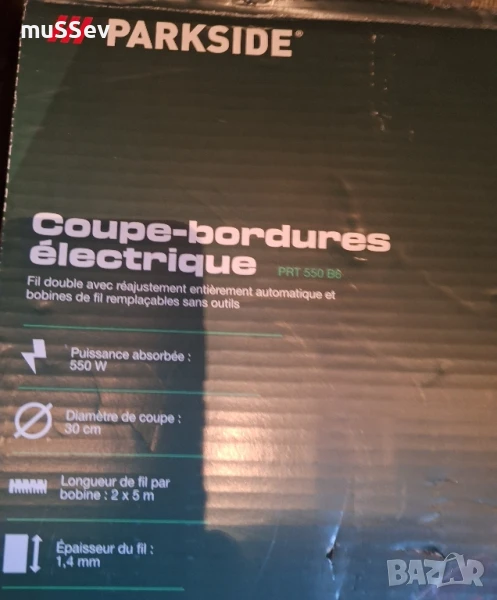 muSSev
PARKSIDE®
Coupe-bordures
électrique PRT 550 B6
Fil double avec réajustement entièrement automatique et
bobines de fil remplaçables sans outils
Puissance absorbée :
550 W
Diamètre de coupe :
30 cm
Longueur de fil par
bobine : 2 x 5 m
Épaisseur du fil :
1,4 mm
BAZAR